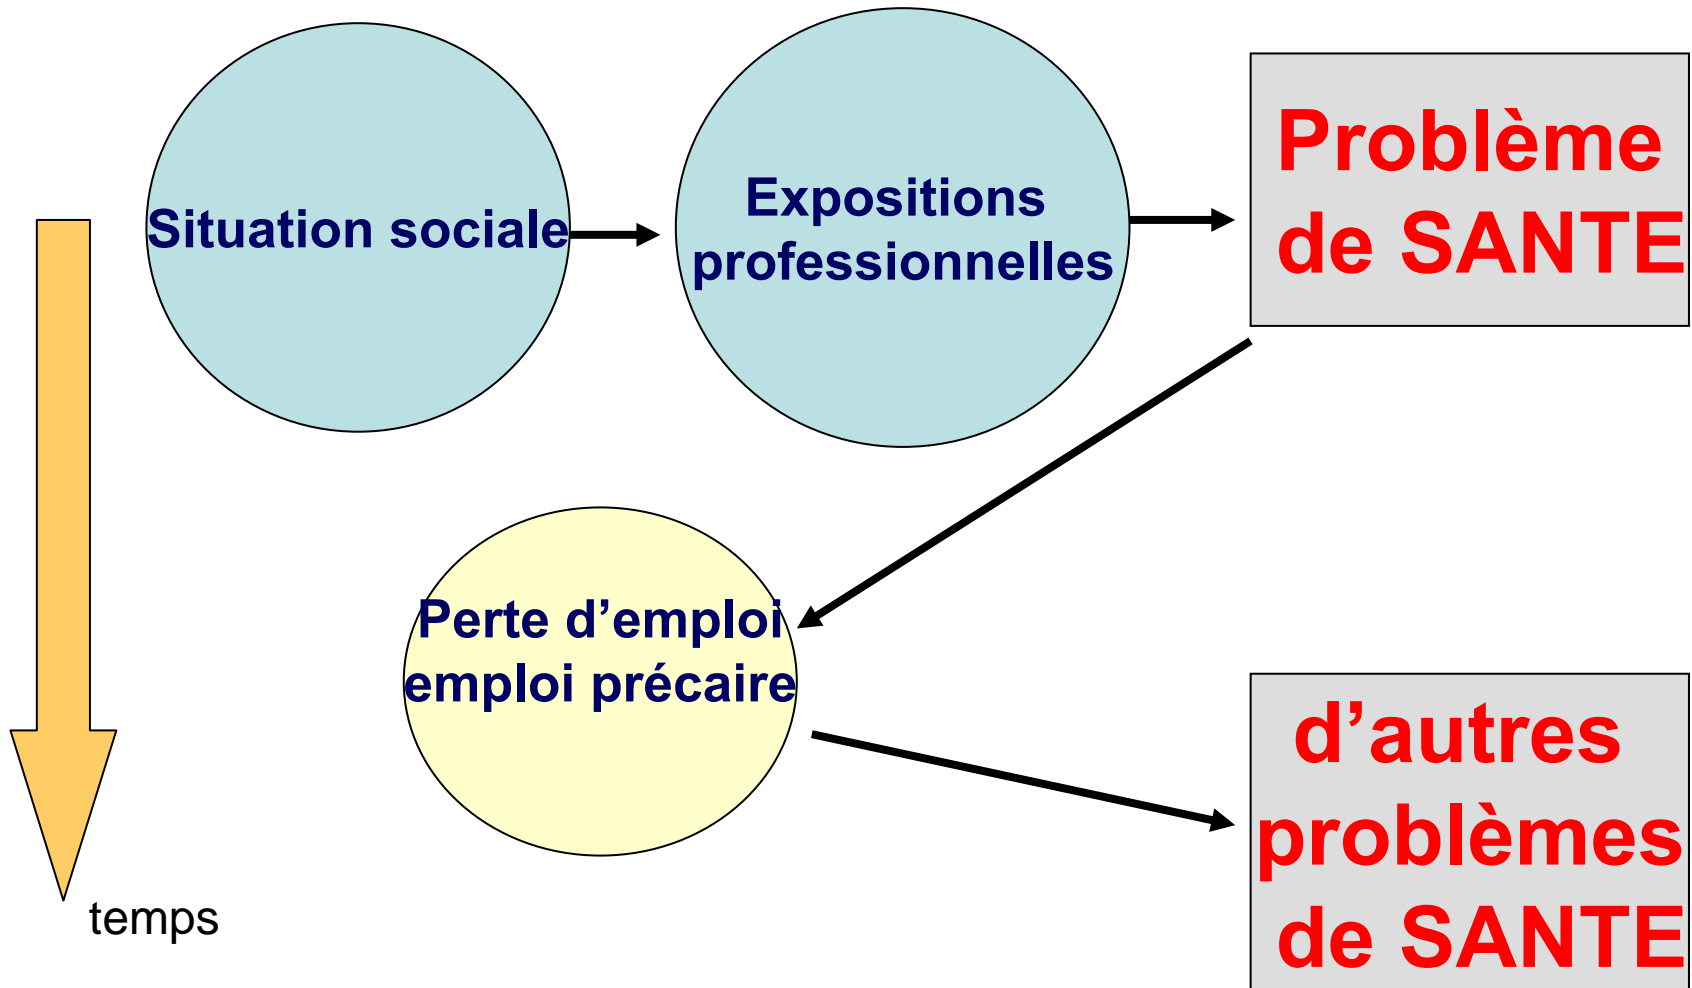 Situation sociale
Expositions
professionnelles
Problème
de SANTE
Perte d’emploi
emploi précaire
d’autres
problèmes
de SANTE
temps